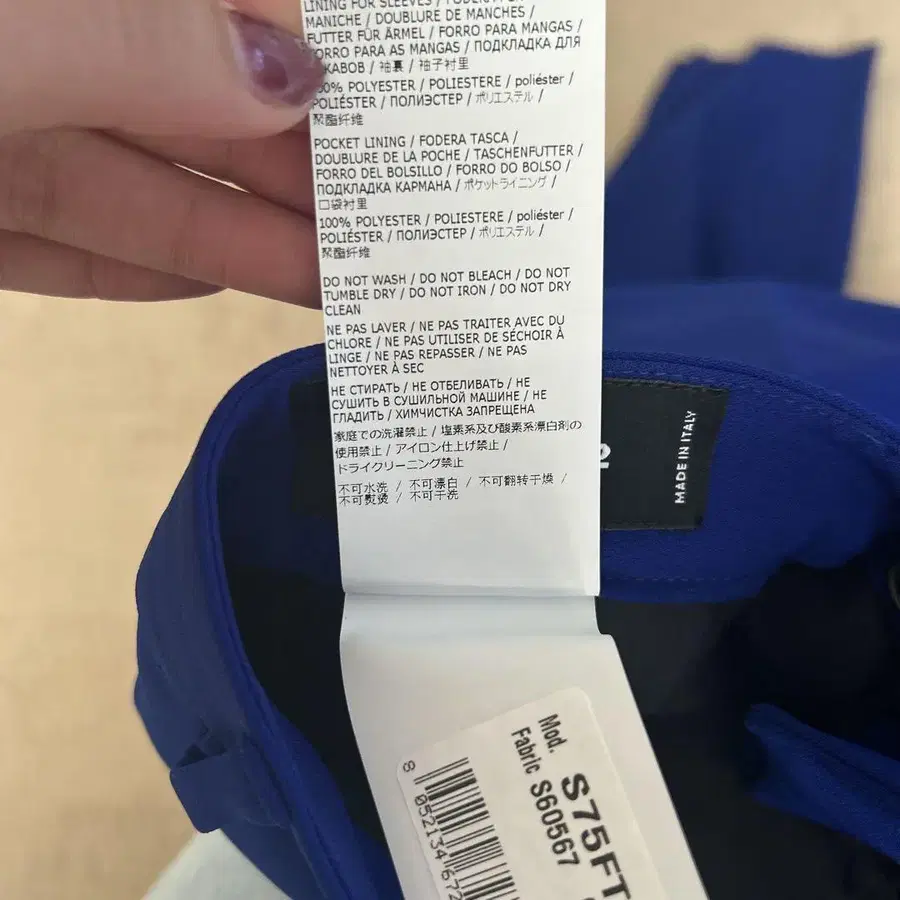 LINING FOR SLEEVES / FODERA PER
MANICHE / DOUBLURE DE MANCHES /
FUTTER FÜR ÄRMEL / FORRO PARA MANGAS /
FORRO PARA AS MANGAS / ПОДКЛАДКА ДЛЯ
РУКАВОВ / 袖裏 / 袖子衬里
100% POLYESTER / POLIESTERE / poliéster /
POLIÉSTER / ПОЛИЭСТЕР / ポリエステル /
聚酯纤维
POCKET LINING / FODERA TASCA /
DOUBLURE DE LA POCHE / TASCHENFUTTER /
FORRO DEL BOLSILLO / FORRO DO BOLSO /
ПОДКЛАДКА КАРМАНА / ポケットライニング /
口袋衬里
100% POLYESTER / POLIESTERE / poliéster /
POLIÉSTER / ПОЛИЭСТЕР / ポリエステル /
聚酯纤维
DO NOT WASH / DO NOT BLEACH / DO NOT
TUMBLE DRY / DO NOT IRON / DO NOT DRY
CLEAN
NE PAS LAVER / NE PAS TRAITER AVEC DU
CHLORE / NE PAS UTILISER DE SÉCHOIR À
LINGE / NE PAS REPASSER / NE PAS
NETTOYER À SEC
НЕ СТИРАТЬ / НЕ ОТБЕЛИВАТЬ / НЕ
СУШИТЬ В СУШИЛЬНОЙ МАШИНЕ / НЕ
ГЛАДИТЬ / ХИМЧИСТКА ЗАПРЕЩЕНА
家庭での洗濯禁止 / 塩素系及び酸素系漂白剤の
使用禁止 / アイロン仕上げ禁止 /
ドライクリーニング禁止
不可水洗 / 不可漂白 / 不可翻转干燥 /
不可熨烫 / 不可干洗
MADE IN ITALY
Mod. S75FT
Fabric S60567
8 052134 672